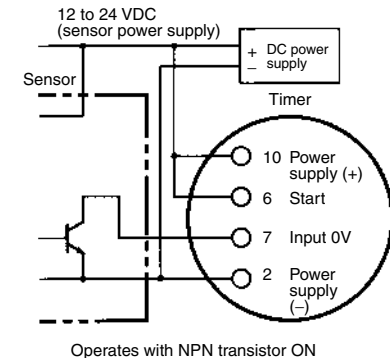 12 to 24 VDC
(sensor power supply)
+ DC power
− supply
Sensor
Timer
10 Power
supply (+)
6 Start
7 Input 0V
2 Power
supply
(−)
Operates with NPN transistor ON